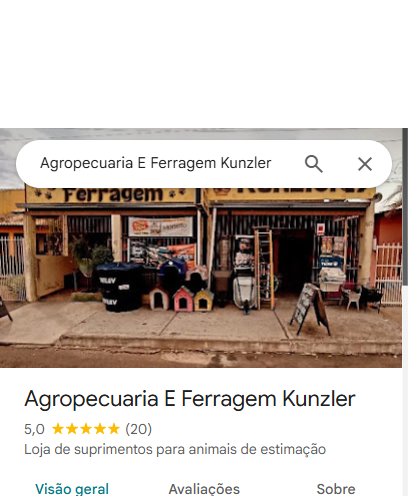 Agropecuaria E Ferragem Kunzler
Ferragem
Agropecuaria E Ferragem Kunzler
5,0 (20)
Loja de suprimentos para animais de estimação
Visão geral Avaliações Sobre